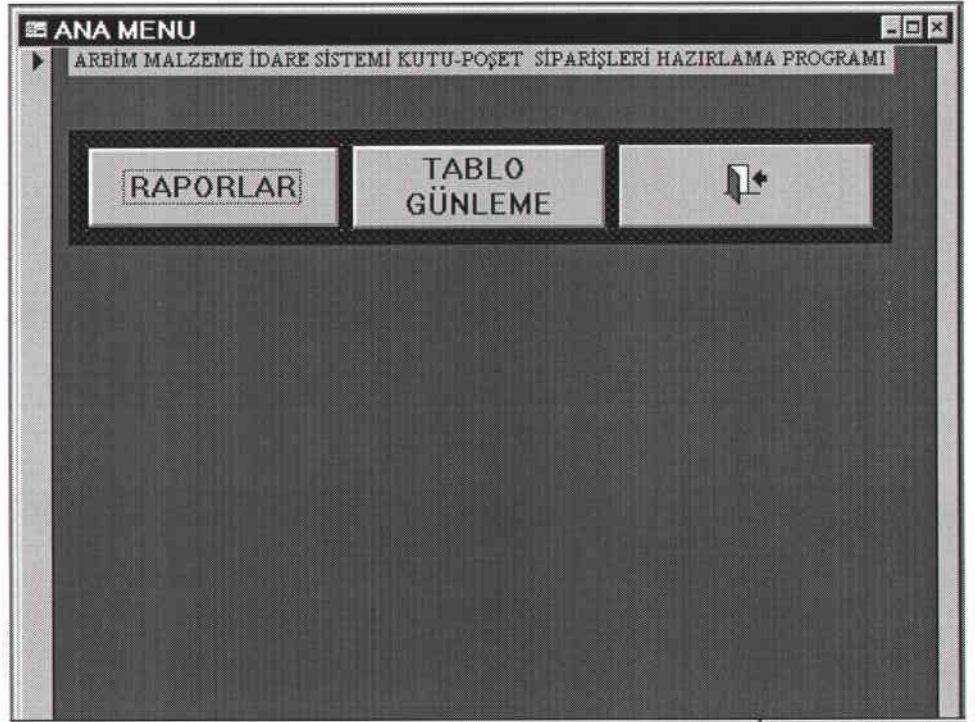 ANA MENU
ARBİM MALZEME İDARE SİSTEMİ KUTU-POŞET SİPARİŞLERİ HAZIRLAMA PROGRAMI
RAPORLAR
TABLO
GÜNLEME